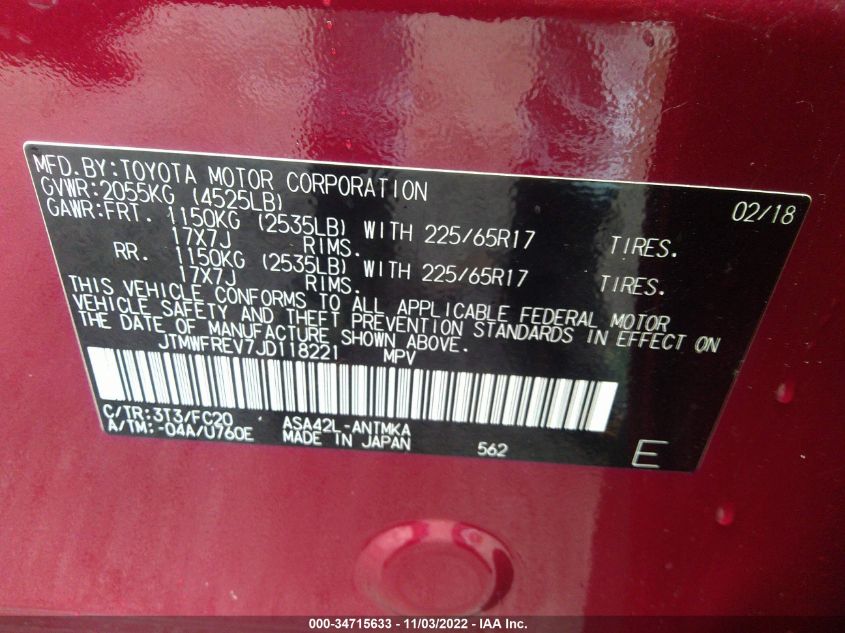 MFD.BY:TOYOTA MOTOR CORPORATION 02/18
GVWR:2055KG (4525LB)
GAWR:FRT. 1150KG (2535LB) WITH 225/65R17 TIRES.
17X7J RIMS.
RR. 1150KG (2535LB) WITH 225/65R17 TIRES.
17X7J RIMS.
THIS VEHICLE CONFORMS TO ALL APPLICABLE FEDERAL MOTOR
VEHICLE SAFETY AND THEFT PREVENTION STANDARDS IN EFFECT ON
THE DATE OF MANUFACTURE SHOWN ABOVE.
JTMWFREV7JD118221 MPV
C/TR:3T3/FC20 ASA42L-ANTMKA
A/TM:-04A/U760E MADE IN JAPAN 562 E
000-34715633 - 11/03/2022 - IAA Inc.